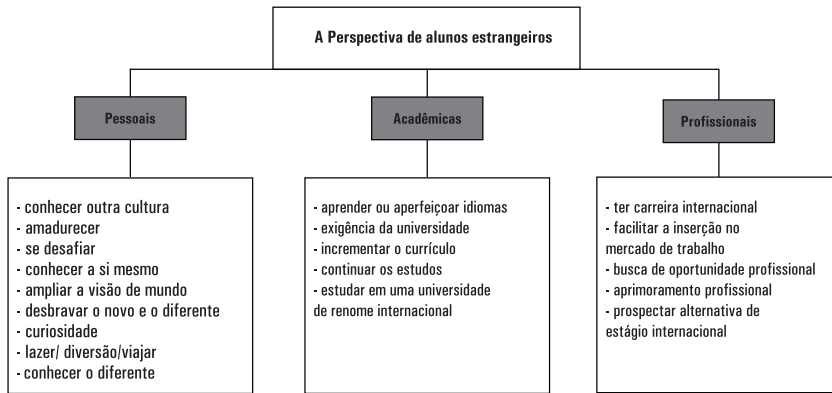 A Perspectiva de alunos estrangeiros
Pessoais
- conhecer outra cultura
- amadurecer
- se desafiar
- conhecer a si mesmo
- ampliar a visão de mundo
- desbravar o novo e o diferente
- curiosidade
- lazer/ diversão/viajar
- conhecer o diferente
Acadêmicas
- aprender ou aperfeiçoar idiomas
- exigência da universidade
- incrementar o currículo
- continuar os estudos
- estudar em uma universidade
de renome internacional
Profissionais
- ter carreira internacional
- facilitar a inserção no
mercado de trabalho
- busca de oportunidade profissional
- aprimoramento profissional
- prospectar alternativa de
estágio internacional